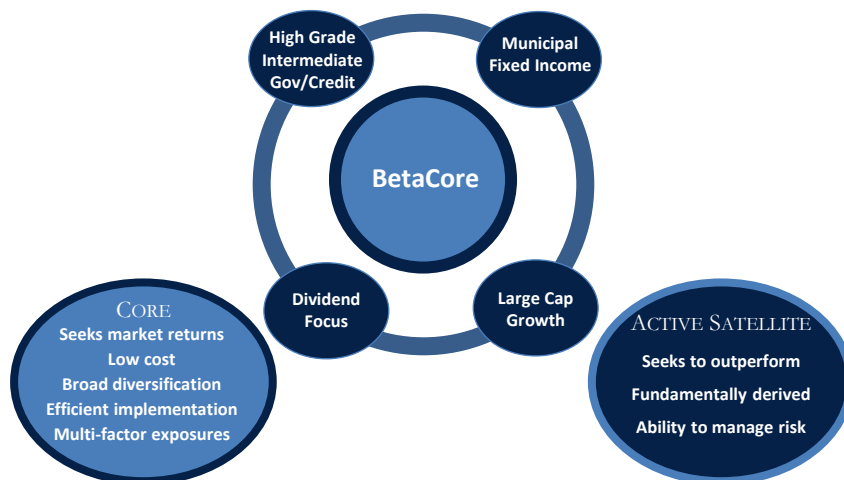 High Grade
Intermediate
Gov/Credit
Municipal
Fixed Income
BetaCore
Dividend
Focus
Large Cap
Growth
CORE
Seeks market returns
Low cost
Broad diversification
Efficient implementation
Multi-factor exposures
ACTIVE SATELLITE
Seeks to outperform
Fundamentally derived
Ability to manage risk